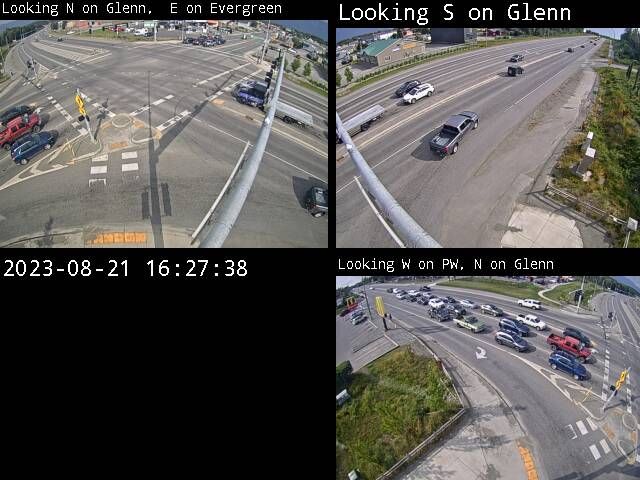 Looking N on Glenn, E on Evergreen
Looking S on Glenn
2023-08-21 16:27:38
Looking W on PW, N on Glenn